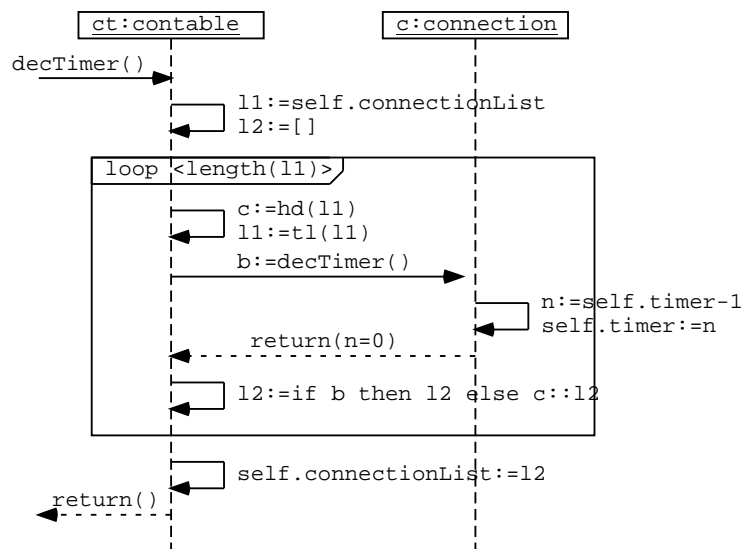 ct:contable
c:connection
decTimer()
l1:=self.connectionList
l2:=[]
loop <length(l1)>
c:=hd(l1)
l1:=tl(l1)
b:=decTimer()
n:=self.timer-1
self.timer:=n
return(n=0)
l2:=if b then l2 else c::l2
self.connectionList:=l2
return()